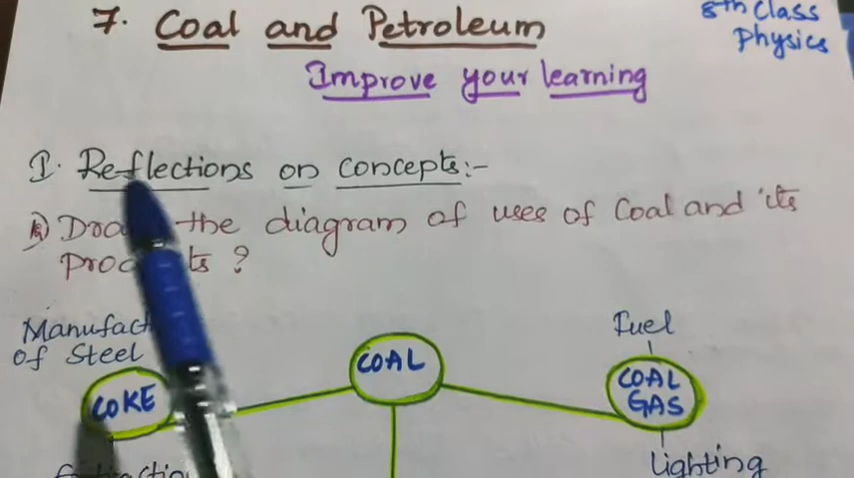 7. Coal and Petroleum
8th Class
Physics
Improve your learning
I. Reflections on concepts:-
the diagram of uses of Coal and its
?
of Steel
COKE
COAL
Fuel
COAL
GAS
lighting